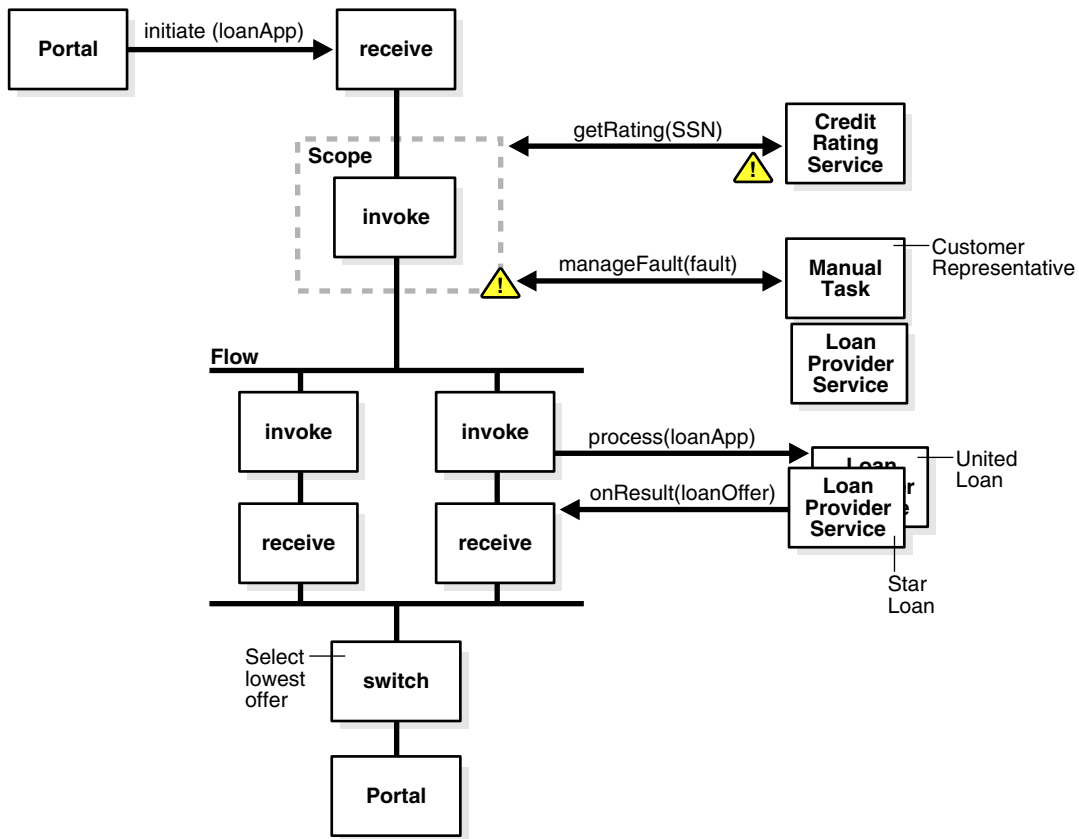 Portal
initiate (loanApp)
receive
Scope
invoke
getRating(SSN)
Credit
Rating
Service
manageFault(fault)
Manual
Task
Customer
Representative
Loan
Provider
Service
Flow
invoke
invoke
process(loanApp)
United
Loan
Loan
Provider
Service
onResult(loanOffer)
receive
receive
Star
Loan
Select
lowest
offer
switch
Portal